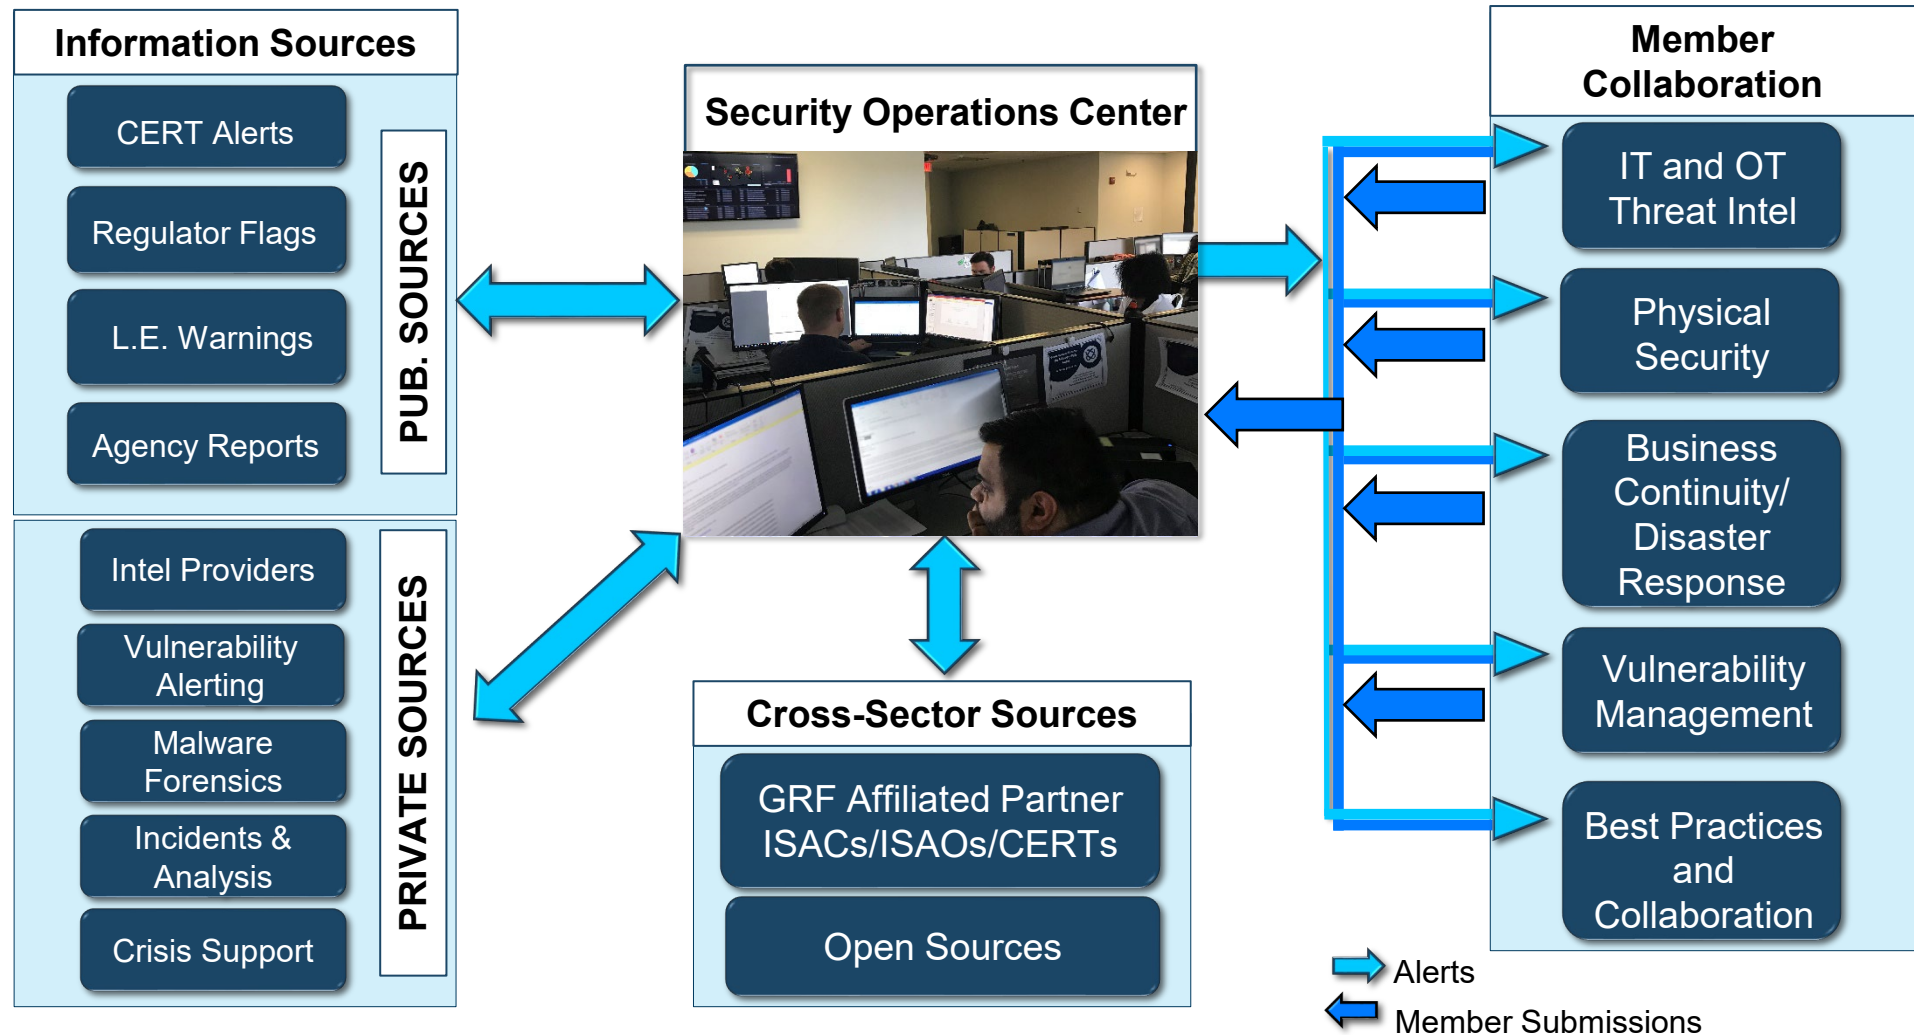 Information Sources
CERT Alerts
Regulator Flags
L.E. Warnings
Agency Reports
PUB. SOURCES
Intel Providers
Vulnerability
Alerting
Malware
Forensics
Incidents &
Analysis
Crisis Support
PRIVATE SOURCES
Security Operations Center
Cross-Sector Sources
GRF Affiliated Partner
ISACs/ISAOs/CERTs
Open Sources
Member
Collaboration
IT and OT
Threat Intel
Physical
Security
Business
Continuity/
Disaster
Response
Vulnerability
Management
Best Practices
and
Collaboration
Alerts
Member Submissions